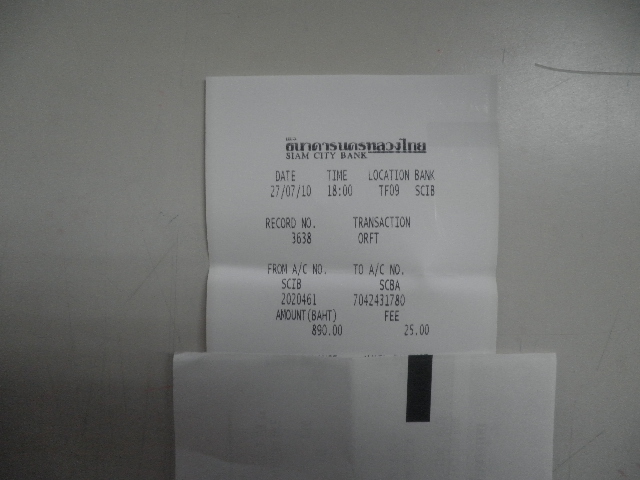 ธนาคารนครหลวงไทย
SIAM CITY BANK
DATE TIME LOCATION BANK
27/07/10 18:00 TF09 SCIB
RECORD NO. TRANSACTION
3638 ORFT
FROM A/C NO. TO A/C NO.
SCIB SCBA
2020461 7042431780
AMOUNT(BAHT) FEE
890.00 25.00